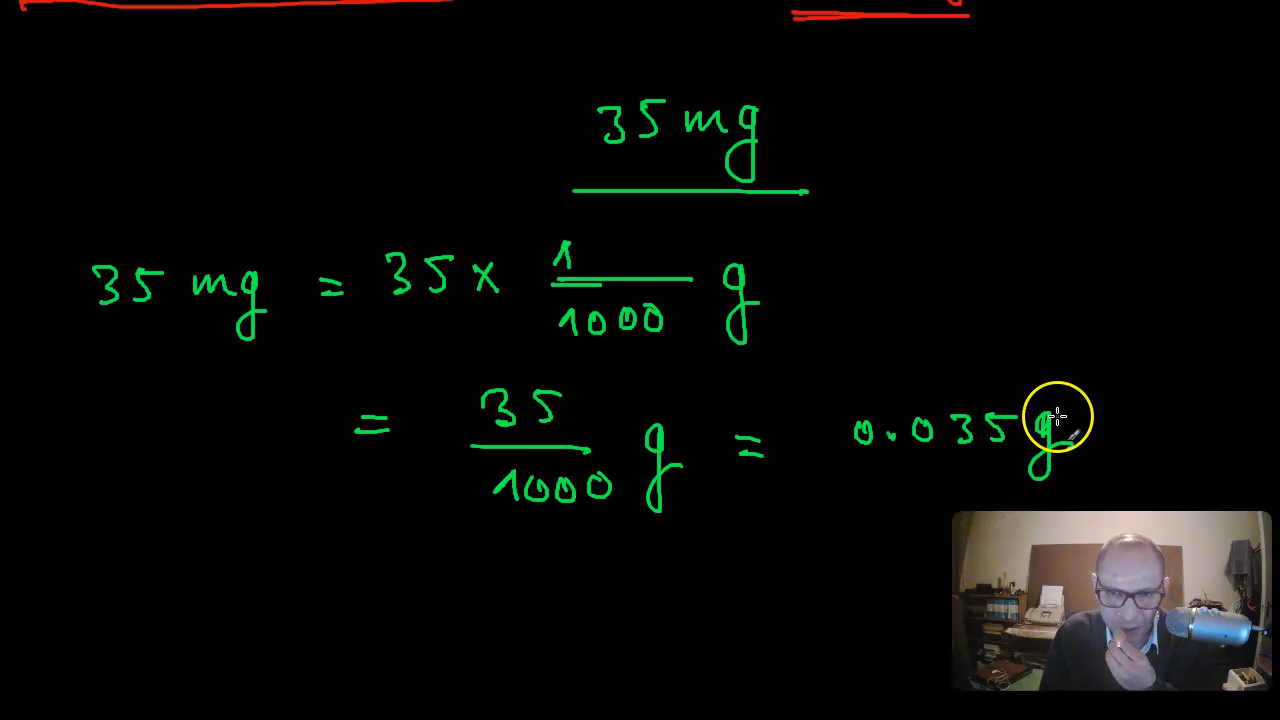 35 mg
35 mg = 35 x 1/1000 g
= 35/1000 g = 0.035 g